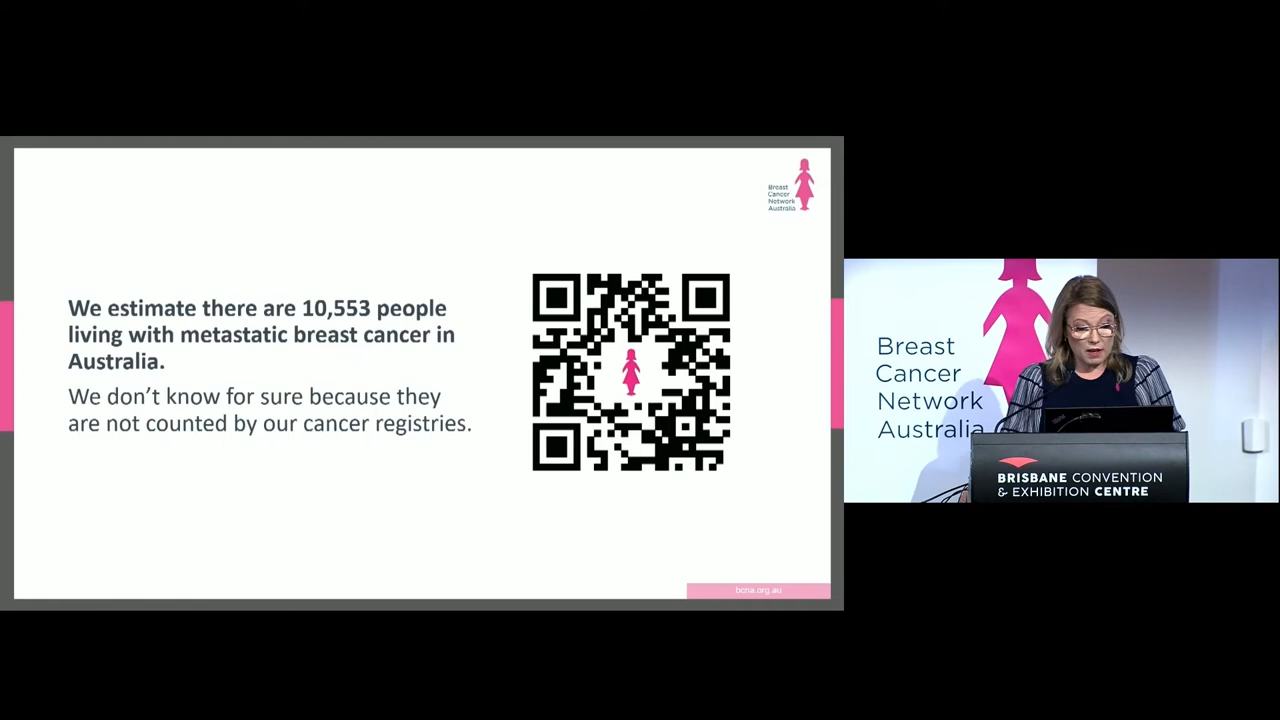 Breast
Cancer
Network
Australia
We estimate there are 10,553 people
living with metastatic breast cancer in
Australia.
We don’t know for sure because they
are not counted by our cancer registries.
bcna.org.au
Breast
Cancer
Network
Australia
BRISBANE CONVENTION
& EXHIBITION CENTRE